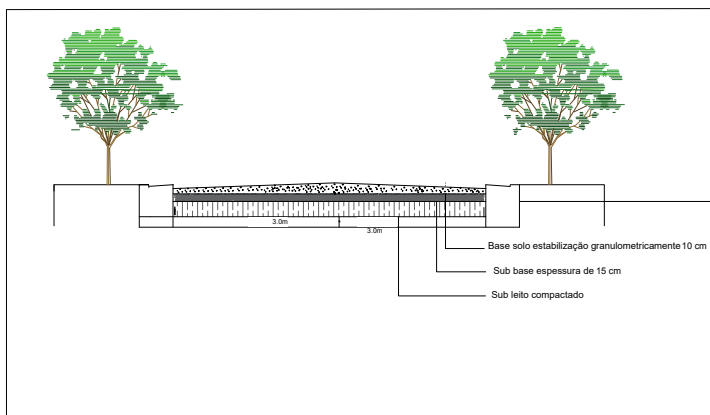 3.0m
3.0m
Base solo estabilização granulometricamente 10 cm
Sub base espessura de 15 cm
Sub leito compactado